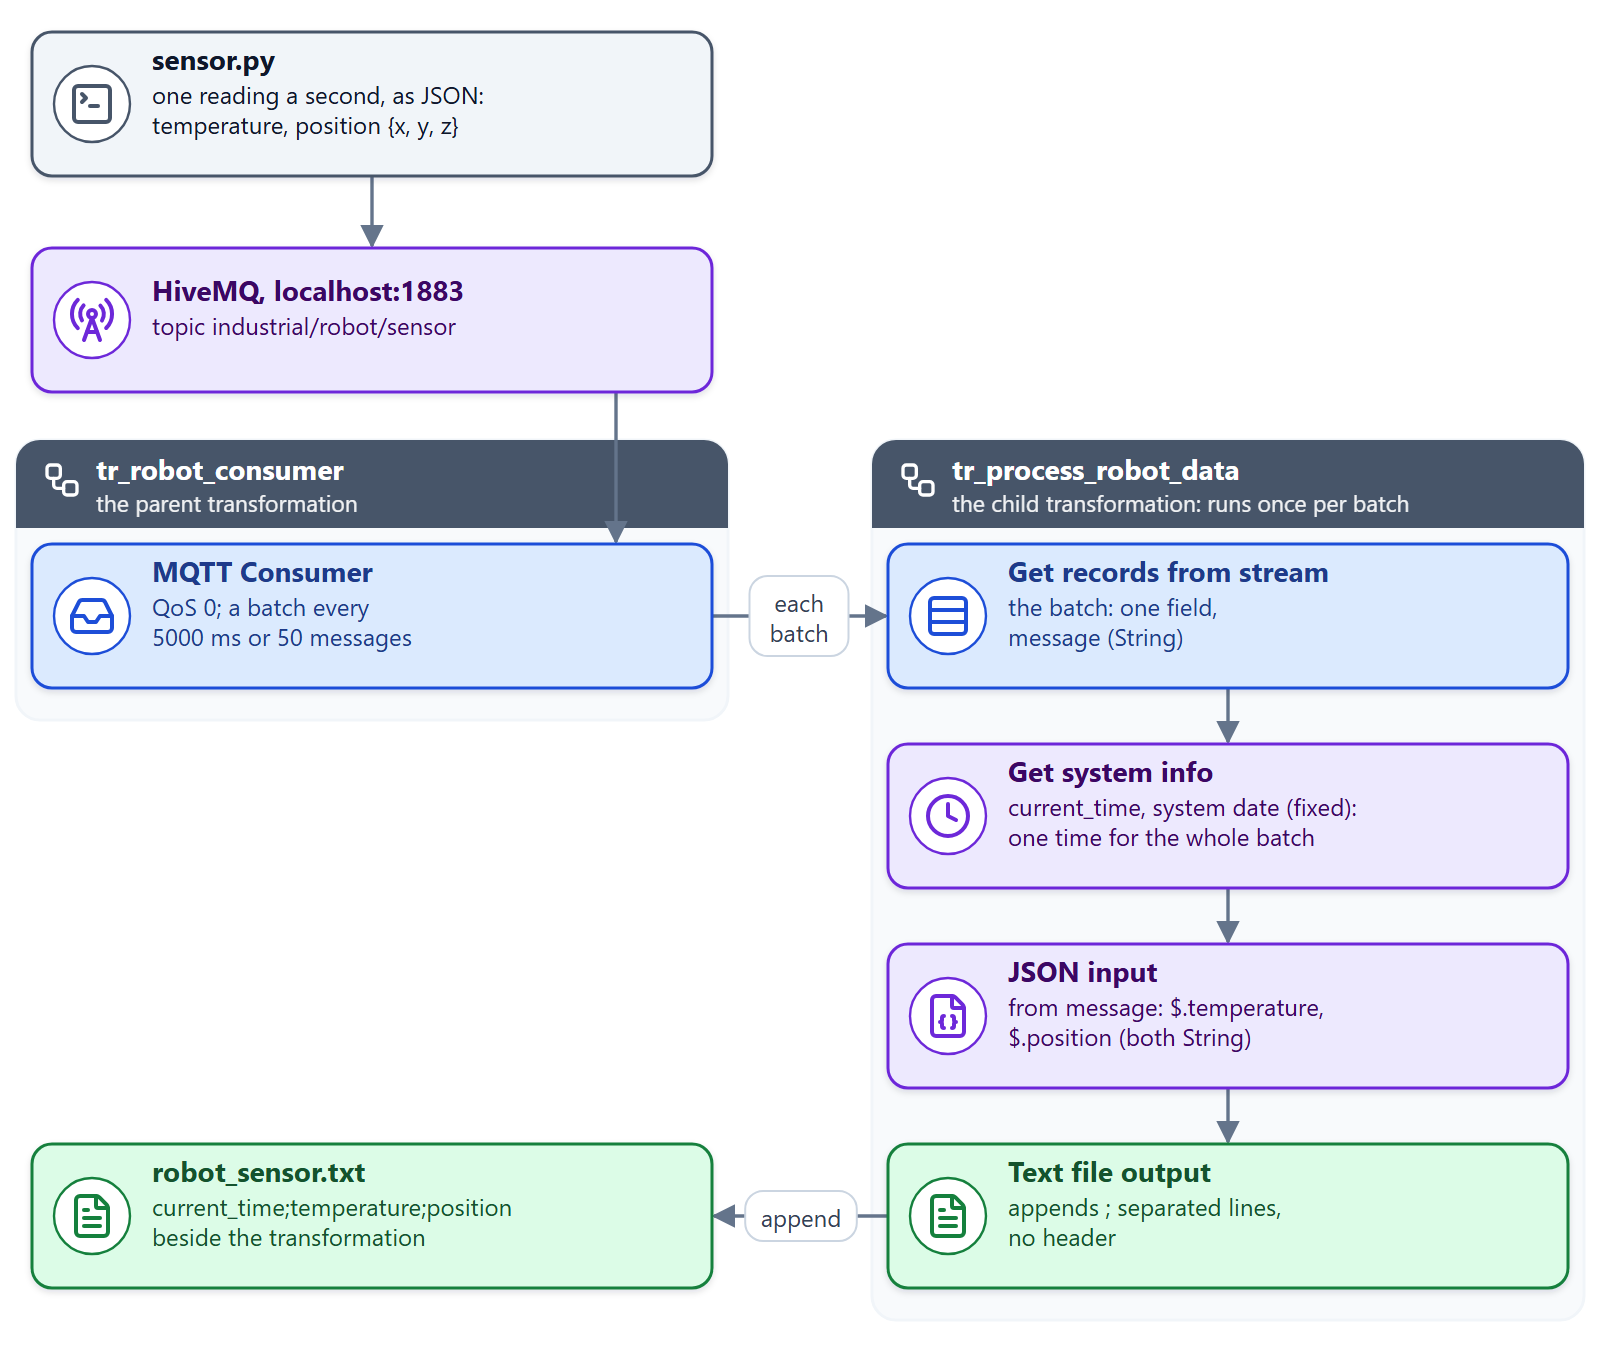 sensor.py
one reading a second, as JSON:
temperature, position {x, y, z}
HiveMQ, localhost:1883
topic industrial/robot/sensor
tr_robot_consumer
the parent transformation
MQTT Consumer
QoS 0; a batch every
5000 ms or 50 messages
each
batch
tr_process_robot_data
the child transformation: runs once per batch
Get records from stream
the batch: one field,
message (String)
Get system info
current_time, system date (fixed):
one time for the whole batch
JSON input
from message: $.temperature,
$.position (both String)
Text file output
appends ; separated lines,
no header
append
robot_sensor.txt
current_time;temperature;position
beside the transformation